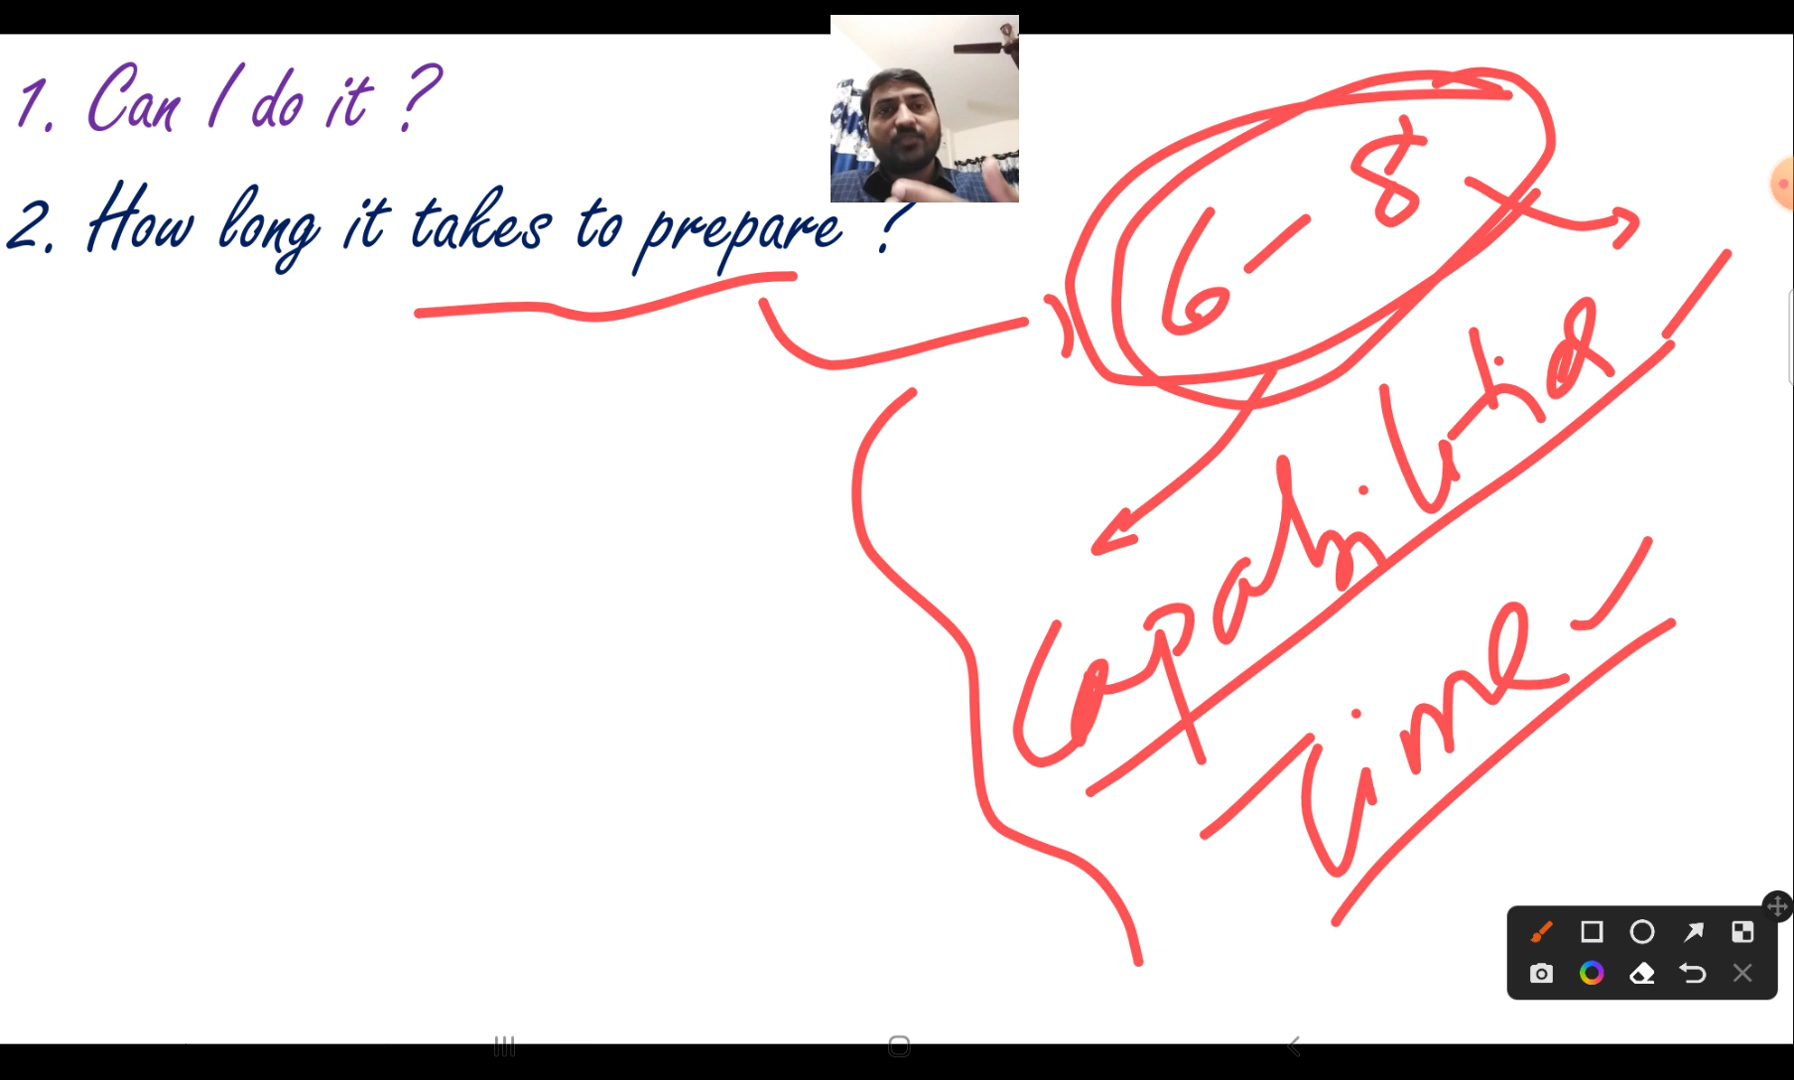 1. Can I do it ?
2. How long it takes to prepare ?
6-8
Capabilities
Time